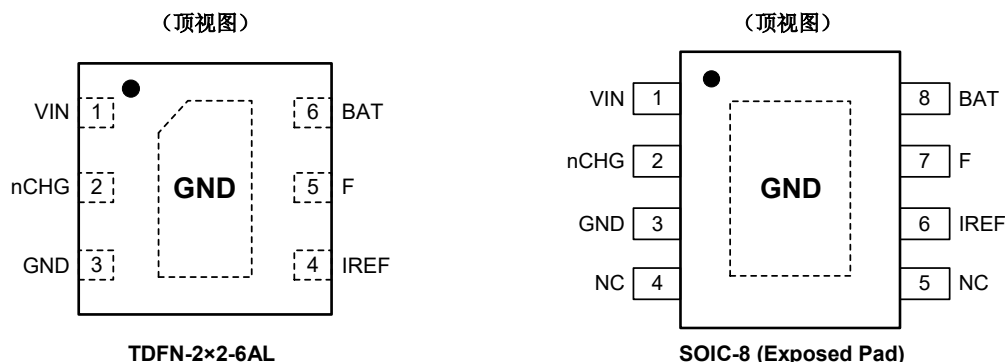 （顶视图）
VIN 1
6 BAT
nCHG 2
GND
5 F
GND 3
4 IREF
TDFN-2×2-6AL
（顶视图）
VIN 1
8 BAT
nCHG 2
7 F
GND
GND 3
6 IREF
NC 4
5 NC
SOIC-8 (Exposed Pad)